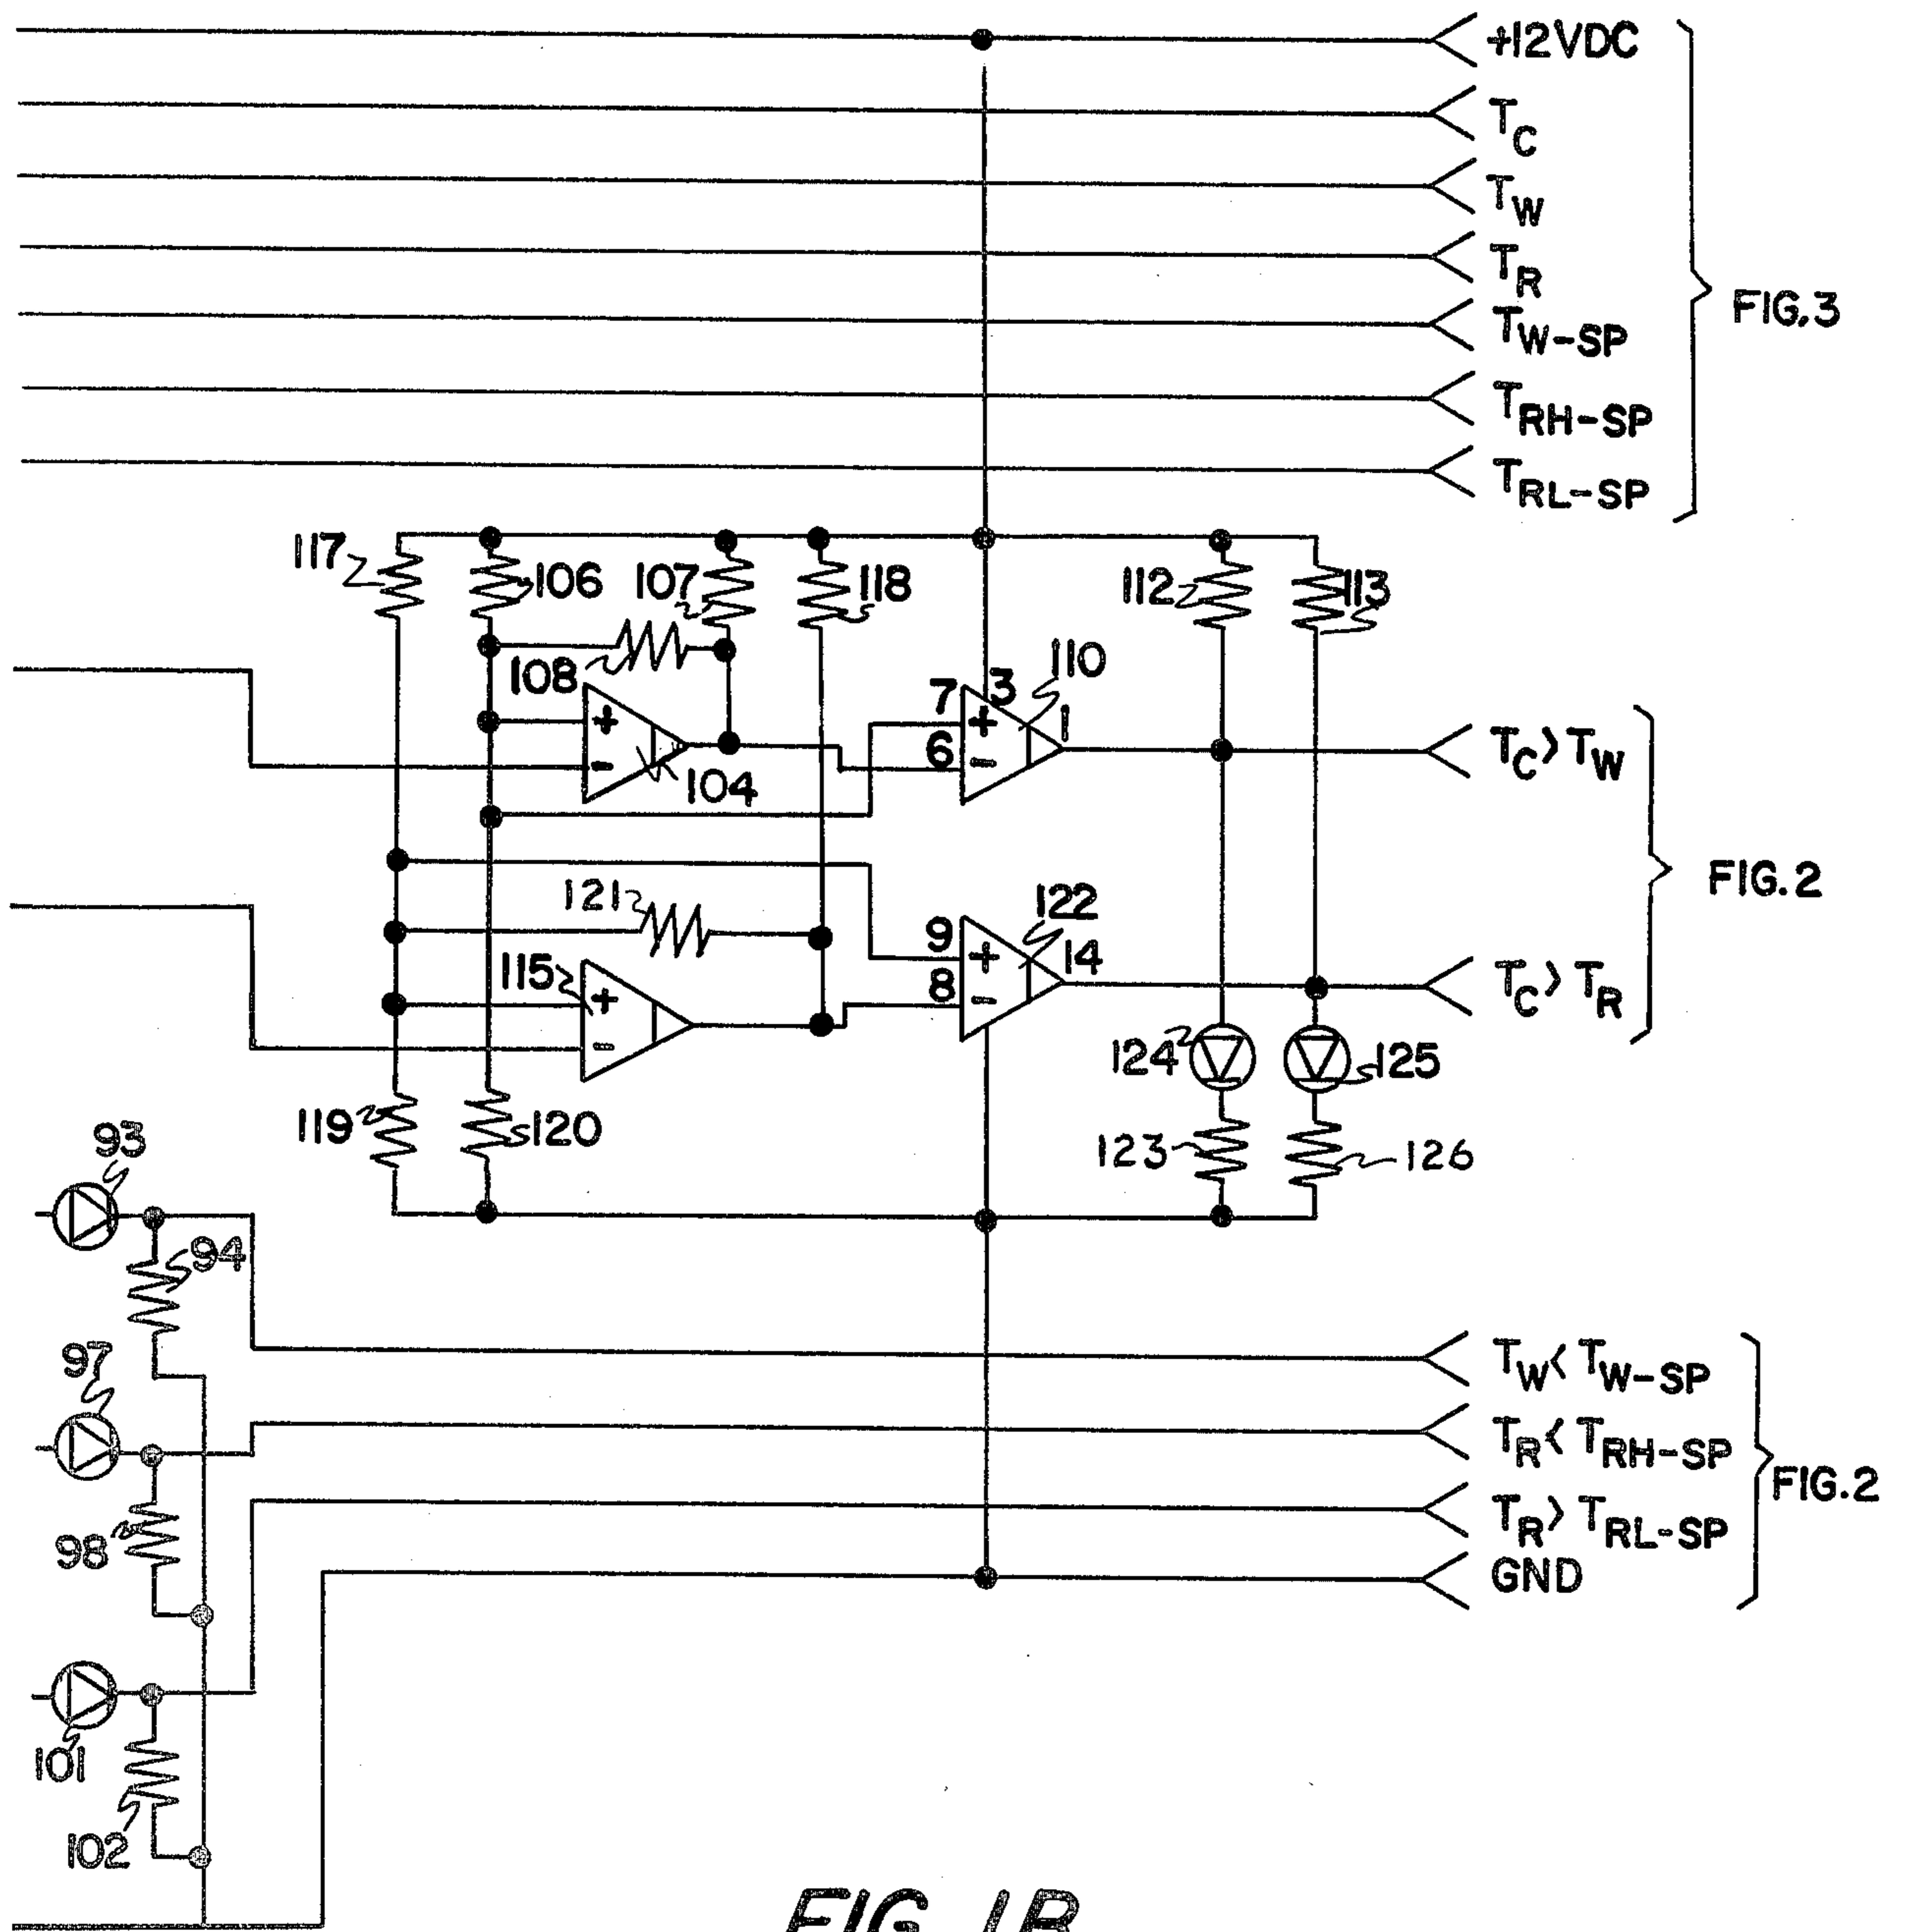 +12VDC
T_C
T_W
T_R
T_W-SP
FIG.3
T_RH-SP
T_RL-SP
117
106
107
118
112
113
108
110
7
3
+
+
1
6
-
-
104
T_C > T_W
121
122
FIG.2
9
+
14
115
+
8
-
-
T_C > T_R
124
125
119
120
123
126
93
94
97
T_W < T_W-SP
T_R < T_RH-SP
FIG.2
98
T_R > T_RL-SP
GND
101
102
FIG. 1B